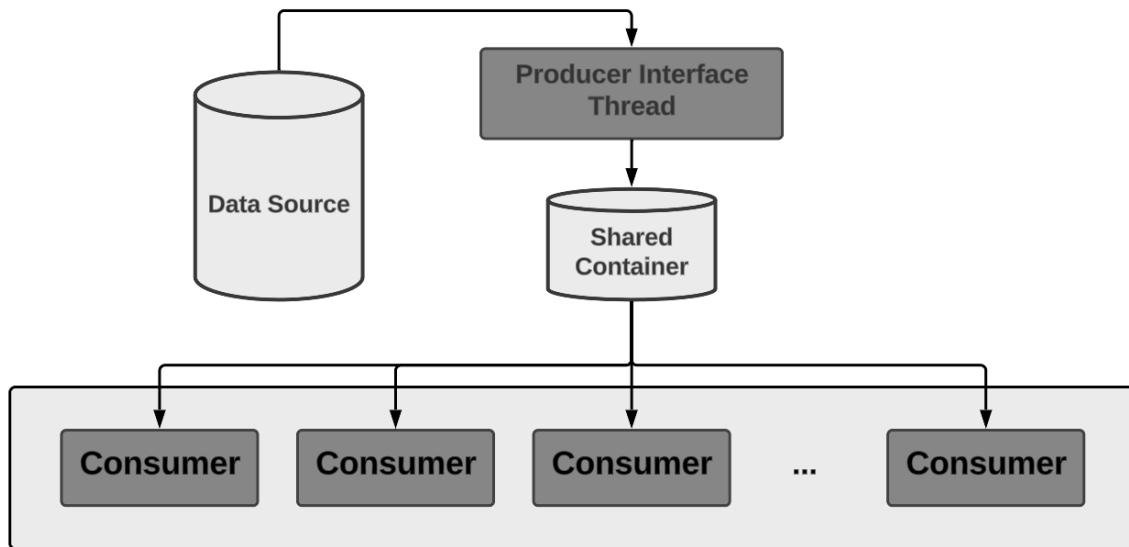 Producer Interface
Thread
Data Source
Shared
Container
Consumer
Consumer
Consumer
...
Consumer